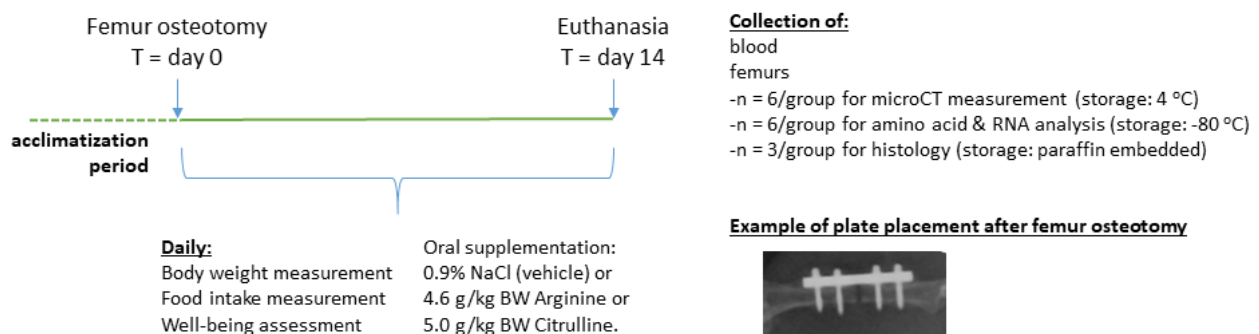 Femur osteotomy
T = day 0
Euthanasia
T = day 14
acclimatization
period
Daily:
Body weight measurement
Food intake measurement
Well-being assessment
Oral supplementation:
0.9% NaCl (vehicle) or
4.6 g/kg BW Arginine or
5.0 g/kg BW Citrulline.
Collection of:
blood
femurs
-n = 6/group for microCT measurement (storage: 4 °C)
-n = 6/group for amino acid & RNA analysis (storage: -80 °C)
-n = 3/group for histology (storage: paraffin embedded)
Example of plate placement after femur osteotomy